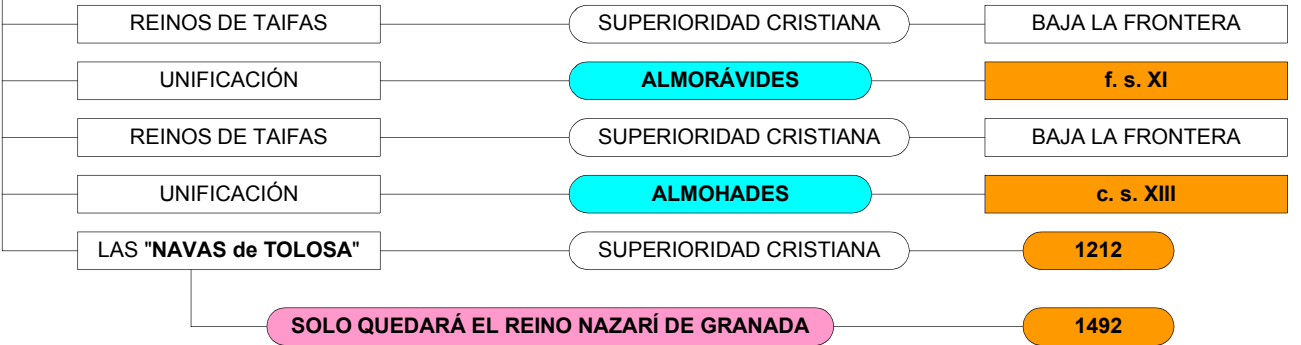 REINOS DE TAIFAS SUPERIORIDAD CRISTIANA BAJA LA FRONTERA
UNIFICACIÓN ALMORÁVIDES f. s. XI
REINOS DE TAIFAS SUPERIORIDAD CRISTIANA BAJA LA FRONTERA
UNIFICACIÓN ALMOHADES c. s. XIII
LAS "NAVAS de TOLOSA" SUPERIORIDAD CRISTIANA 1212
SOLO QUEDARÁ EL REINO NAZARÍ DE GRANADA 1492